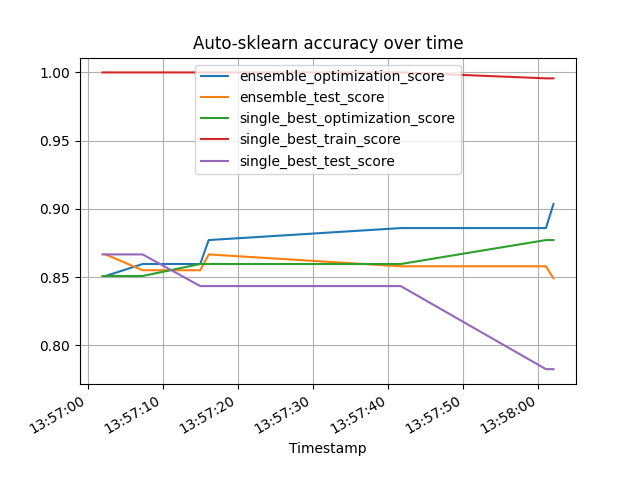 Auto-sklearn accuracy over time
1.00
0.95
0.90
0.85
0.80
ensemble_optimization_score
ensemble_test_score
single_best_optimization_score
single_best_train_score
single_best_test_score
13:57:00
13:57:10
13:57:20
13:57:30
13:57:40
13:57:50
13:58:00
Timestamp